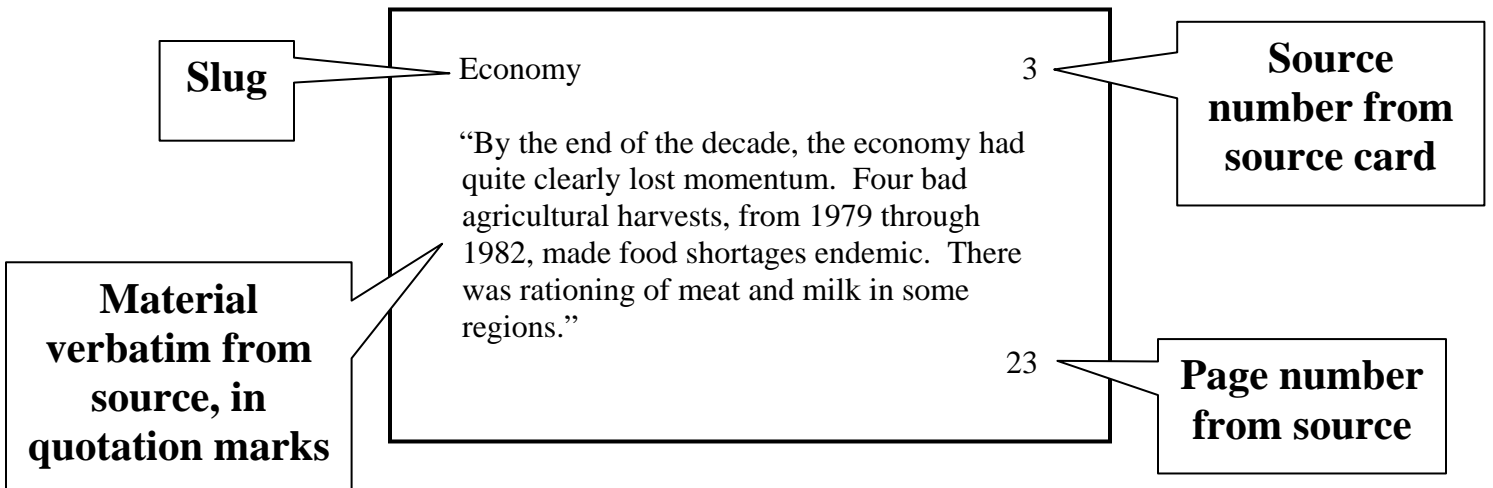 Slug
Economy 3
Source
number from
source card
“By the end of the decade, the economy had
quite clearly lost momentum.  Four bad
agricultural harvests, from 1979 through
1982, made food shortages endemic.  There
was rationing of meat and milk in some
regions.”
Material
verbatim from
source, in
quotation marks
23
Page number
from source